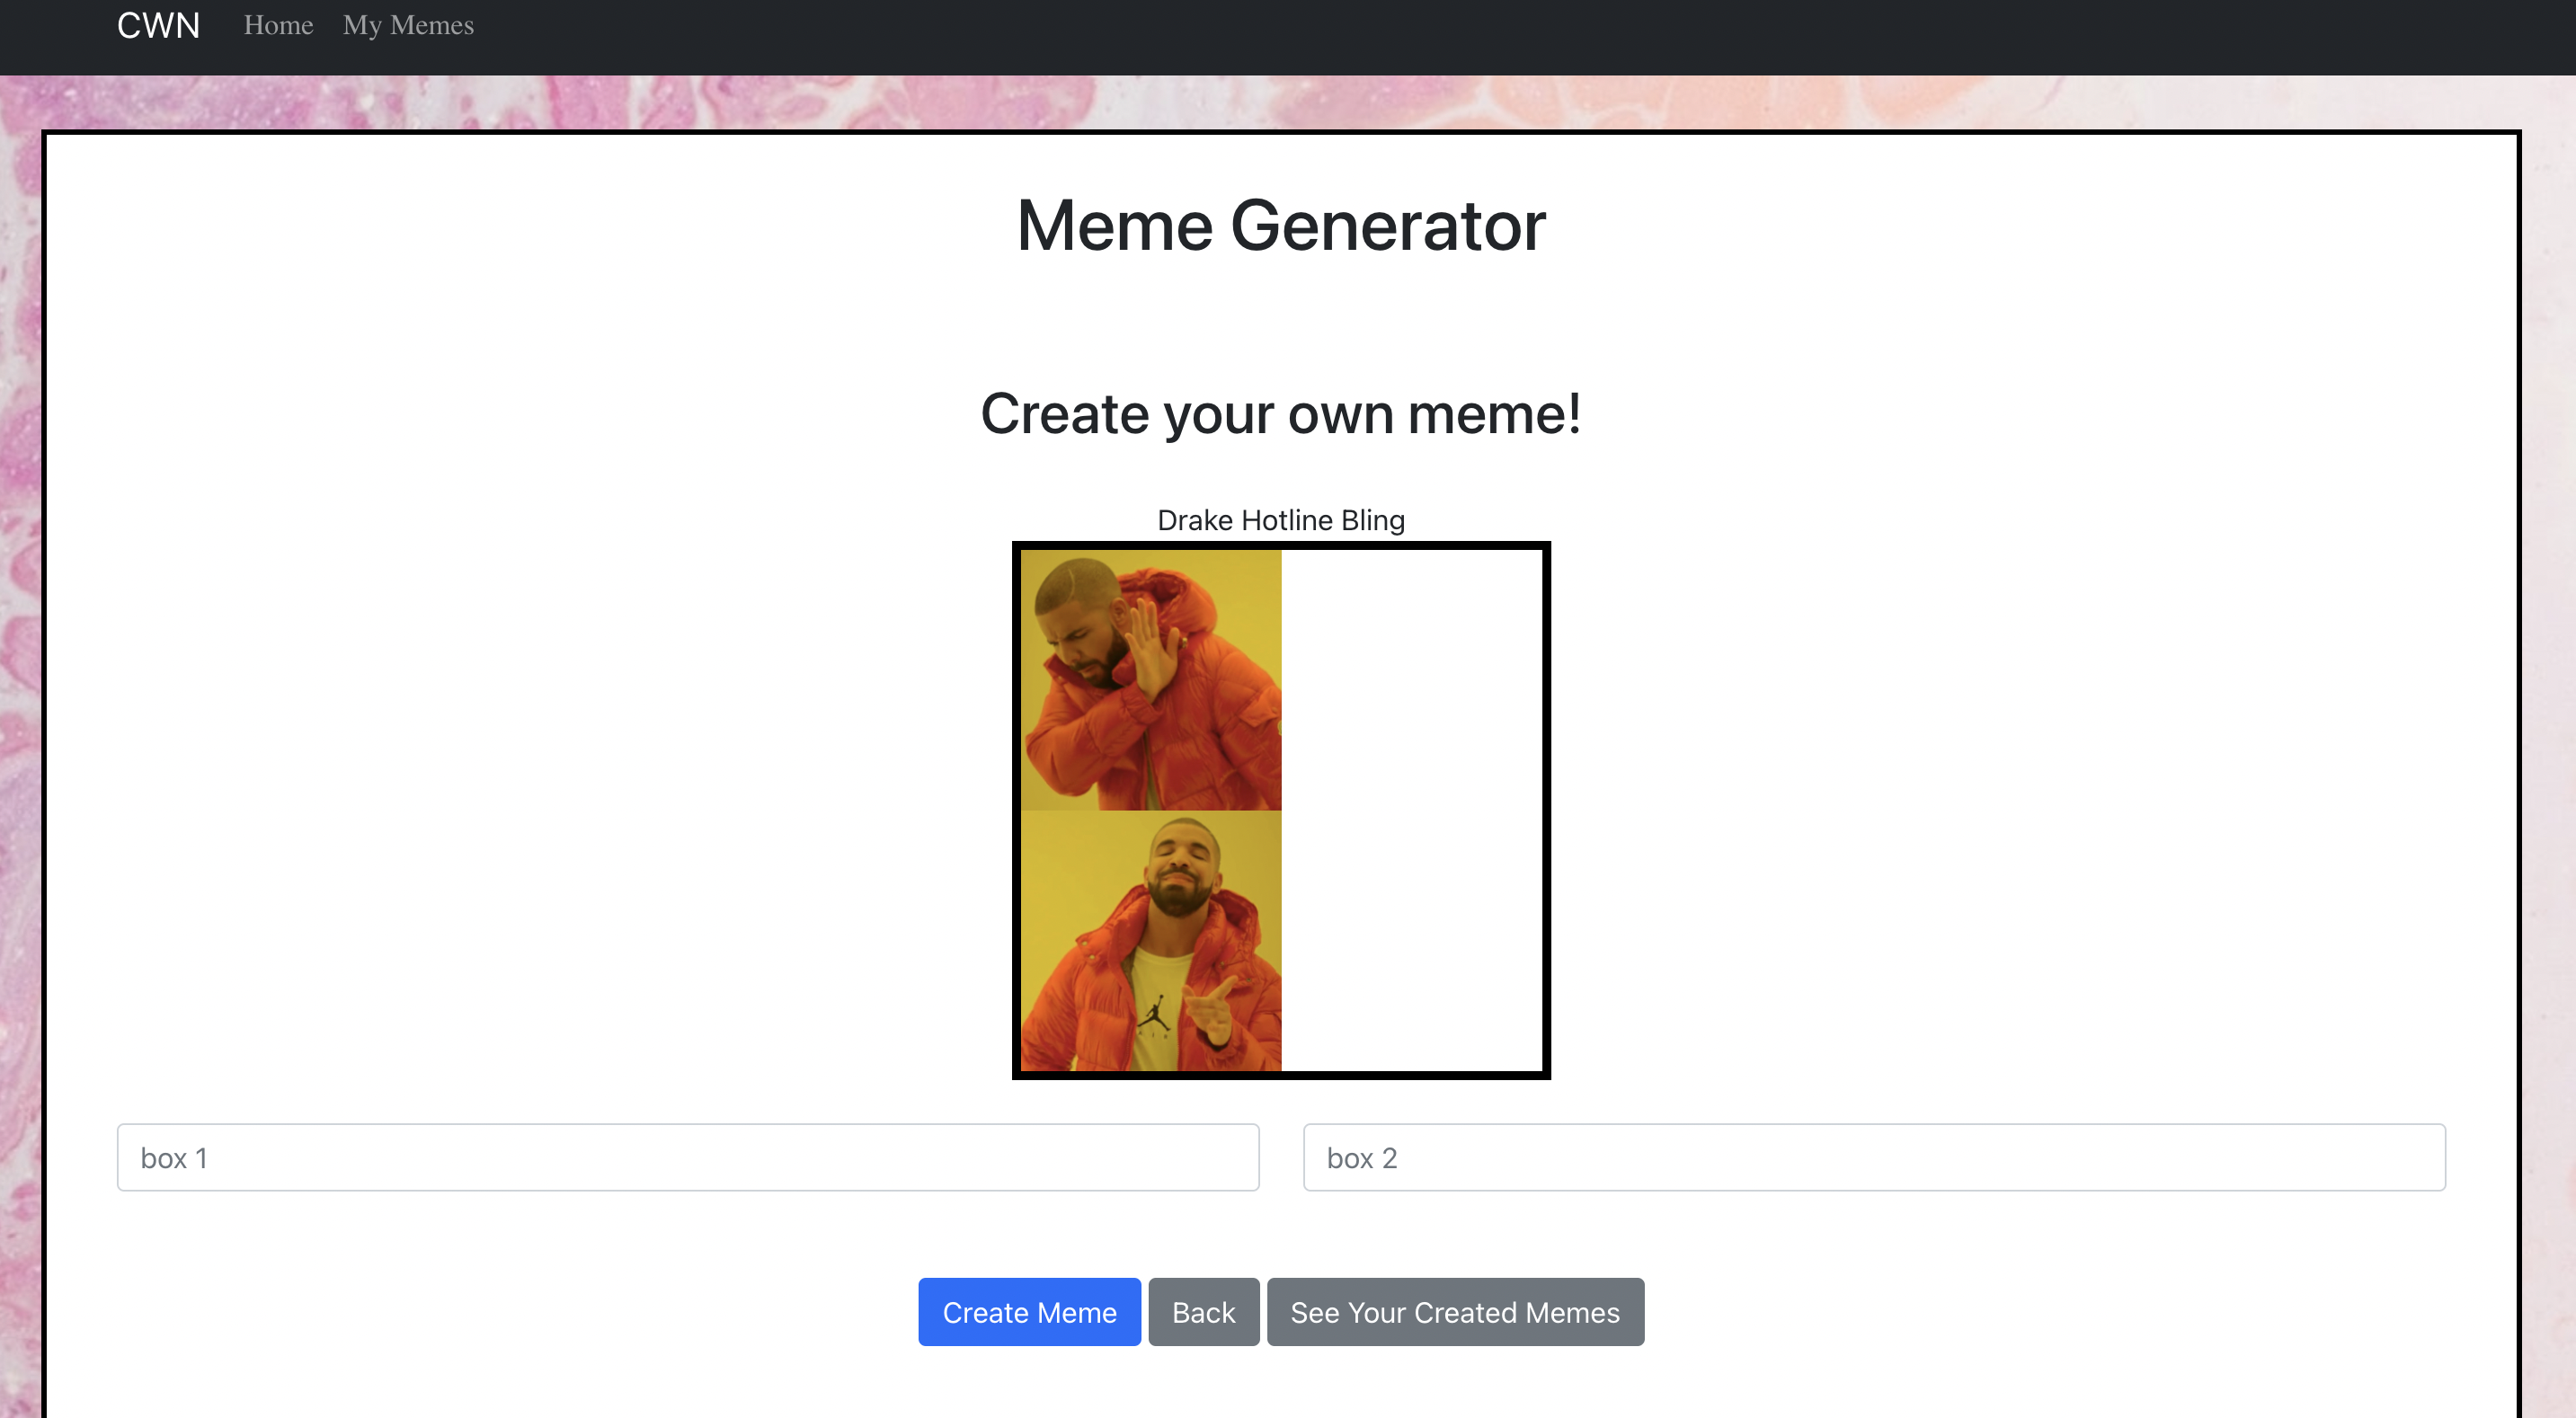 CWN Home My Memes
Meme Generator
Create your own meme!
Drake Hotline Bling
box 1 box 2
Create Meme Back See Your Created Memes